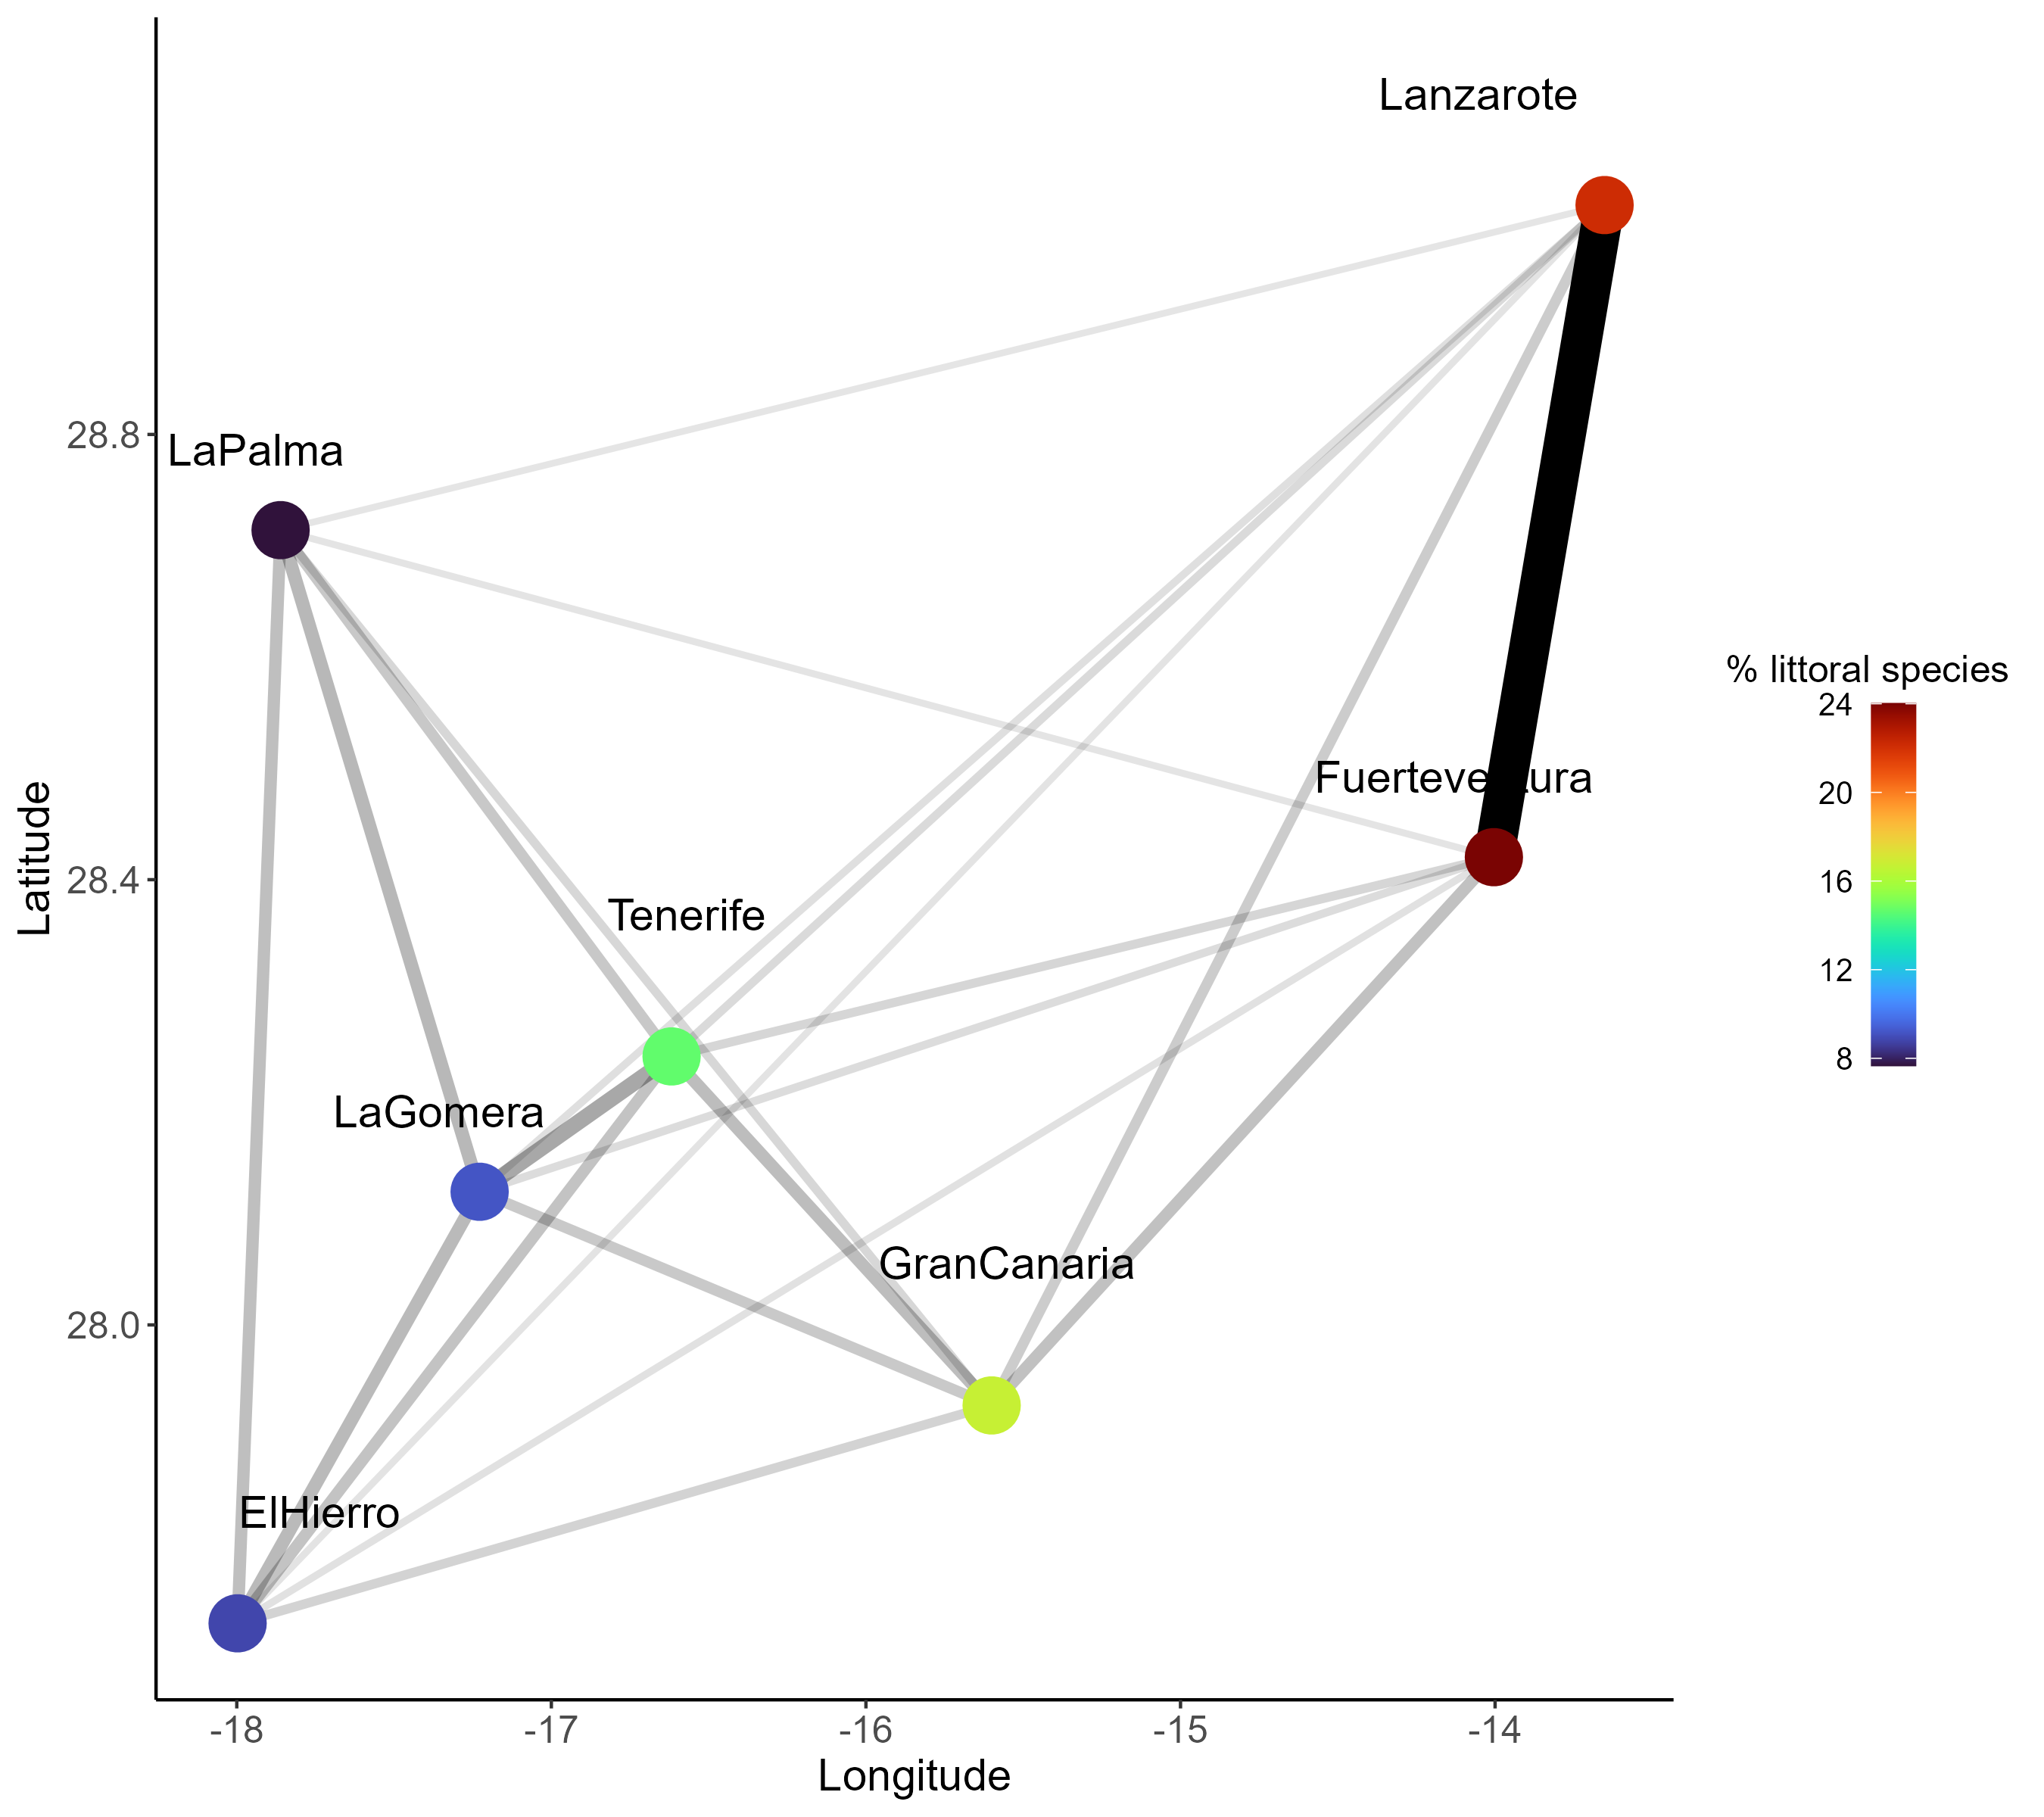 Lanzarote
LaPalma
Fuerteventura
Tenerife
LaGomera
GranCanaria
ElHierro
28.8
28.4
28.0
Latitude
-18
-17
-16
-15
-14
Longitude
% littoral species
24
20
16
12
8